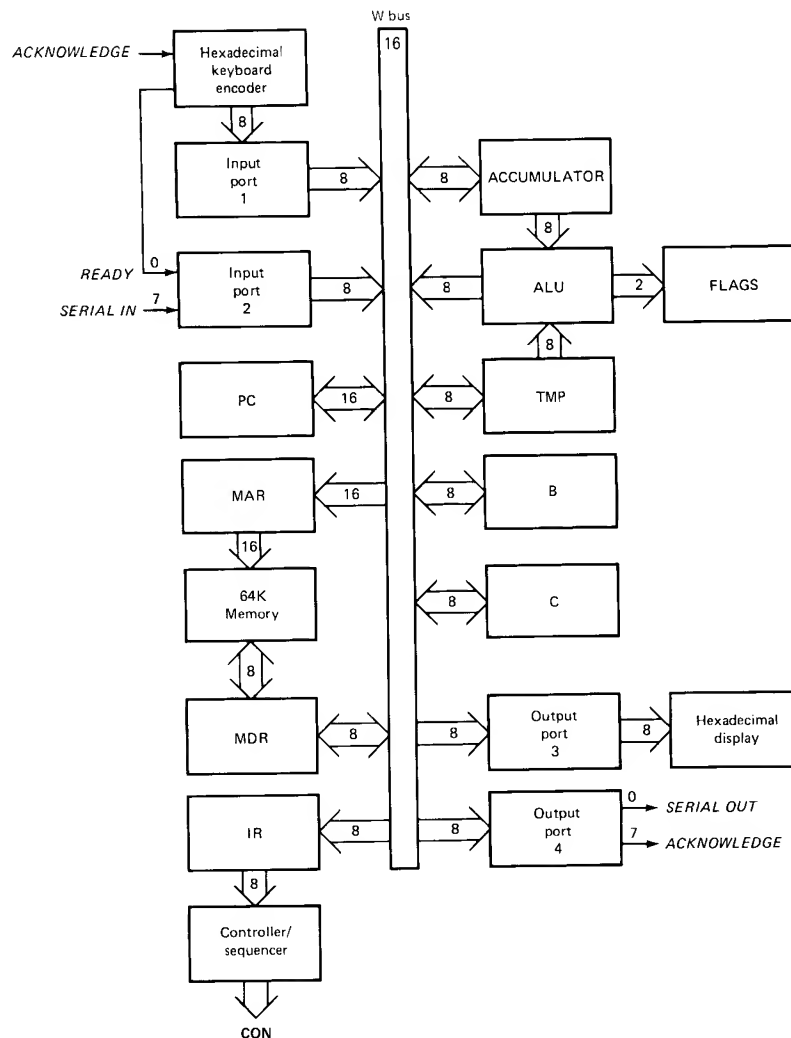 W bus
16
ACKNOWLEDGE
Hexadecimal
keyboard
encoder
8
Input
port
1
8
8
ACCUMULATOR
8
READY
0
SERIAL IN
7
Input
port
2
8
8
ALU
2
FLAGS
8
PC
16
8
TMP
MAR
16
8
B
16
64K
Memory
8
C
8
MDR
8
8
Output
port
3
8
Hexadecimal
display
IR
8
8
Output
port
4
0
SERIAL OUT
7
ACKNOWLEDGE
8
Controller/
sequencer
CON